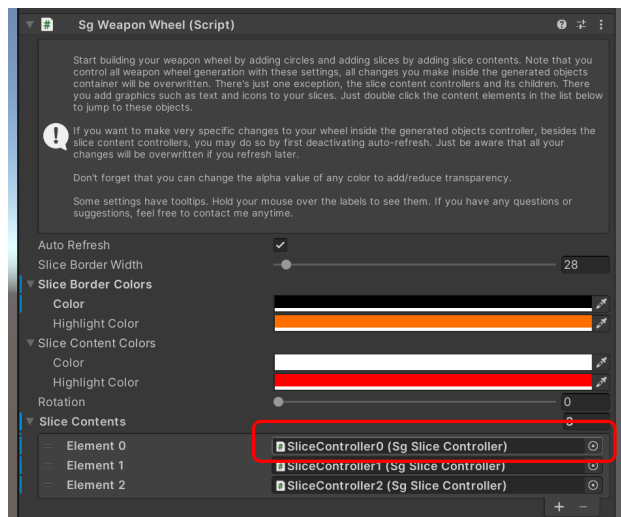 Sg Weapon Wheel (Script)
Start building your weapon wheel by adding circles and adding slices by adding slice contents. Note that you
control all weapon wheel generation with these settings, all changes you make inside the generated objects
container will be overwritten. There's just one exception, the slice content controllers and its children. There
you add graphics such as text and icons to your slices. Just double click the content elements in the list below
to jump to these objects.
If you want to make very specific changes to your wheel inside the generated objects controller, besides the
slice content controllers, you may do so by first deactivating auto-refresh. Just be aware that all your
changes will be overwritten if you refresh later.
Don't forget that you can change the alpha value of any color to add/reduce transparency.
Some settings have tooltips. Hold your mouse over the labels to see them. If you have any questions or
suggestions, feel free to contact me anytime.
Auto Refresh
Slice Border Width 28
Slice Border Colors
Color
Highlight Color
Slice Content Colors
Color
Highlight Color
Rotation 0
Slice Contents 3
Element 0 SliceController0 (Sg Slice Controller)
Element 1 SliceController1 (Sg Slice Controller)
Element 2 SliceController2 (Sg Slice Controller)
+ −